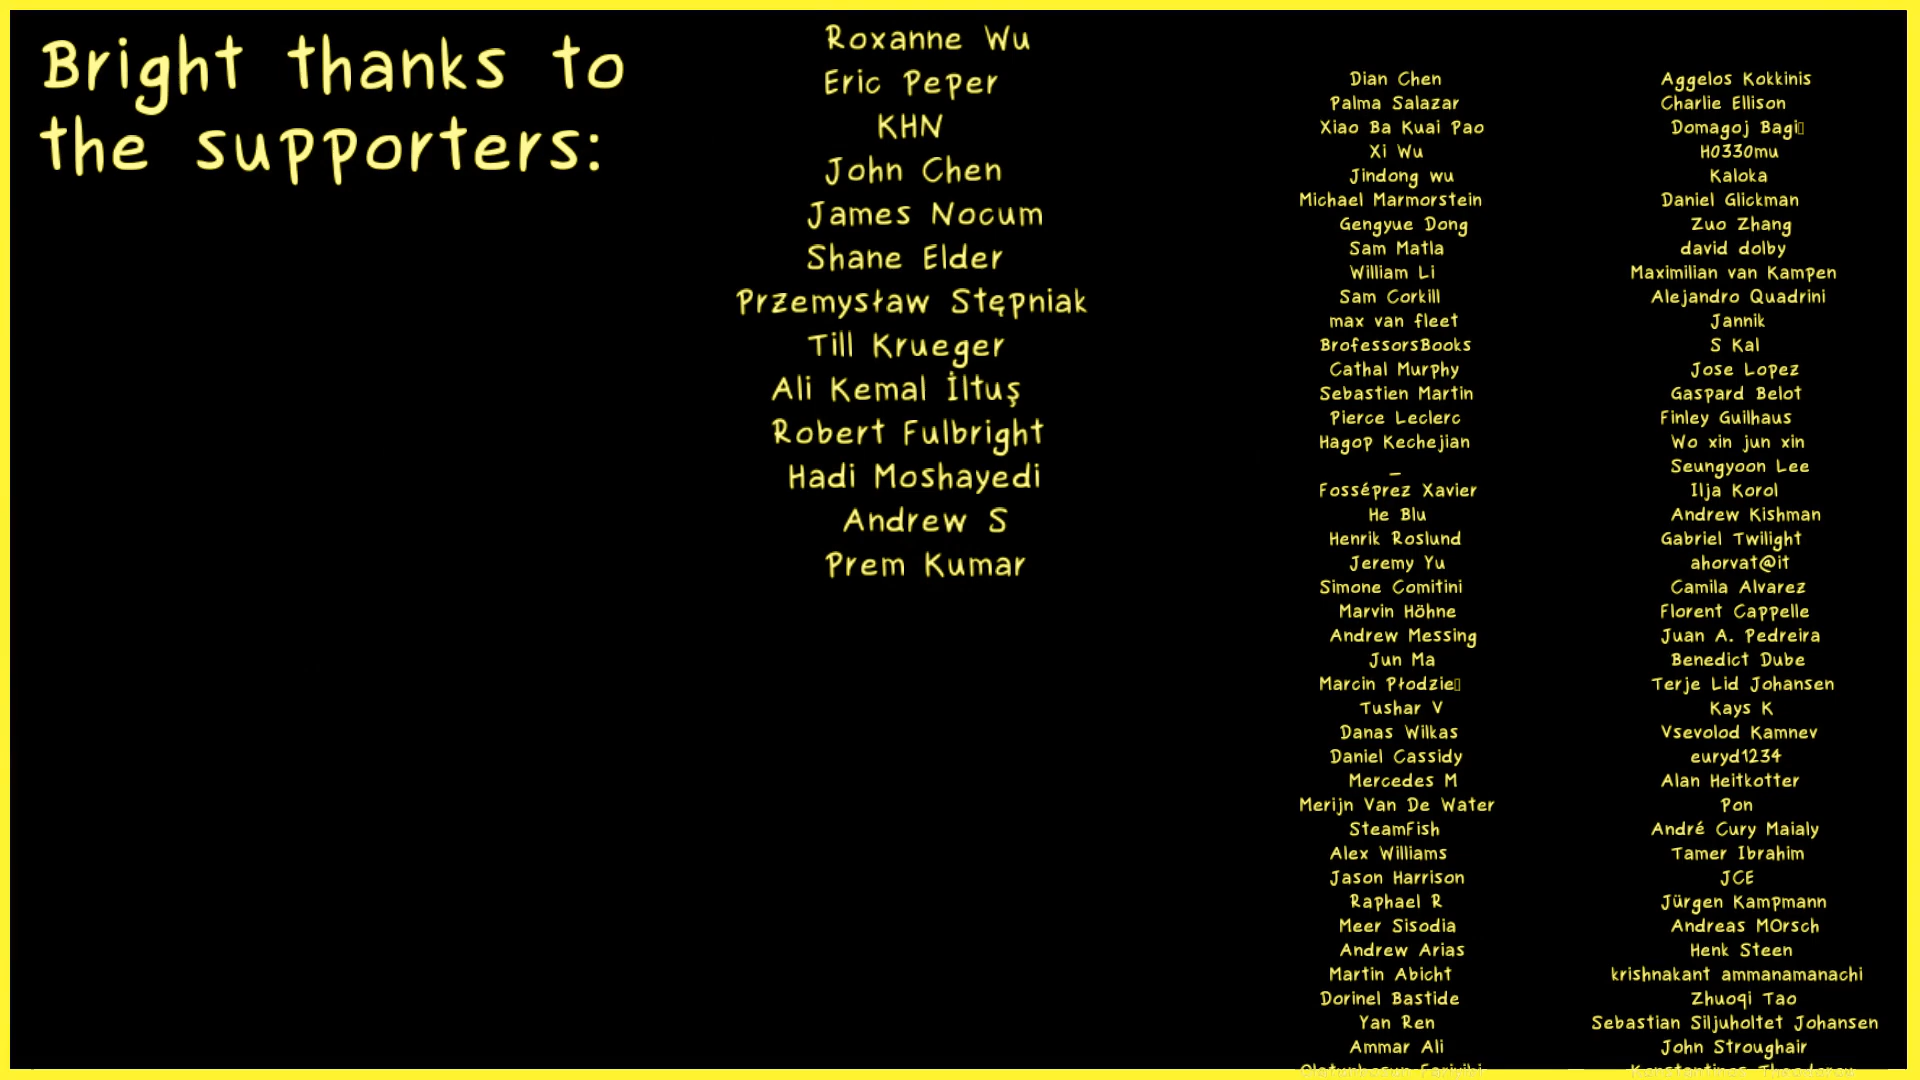 Bright thanks to
the supporters:
Roxanne Wu
Eric Peper
KHN
John Chen
James Nocum
Shane Elder
Przemysław Stępniak
Till Krueger
Ali Kemal İltuş
Robert Fulbright
Hadi Moshayedi
Andrew S
Prem Kumar
Dian Chen
Palma Salazar
Xiao Ba Kuai Pao
Xi Wu
Jindong wu
Michael Marmorstein
Gengyue Dong
Sam Matla
William Li
Sam Corkill
max van fleet
BrofessorsBooks
Cathal Murphy
Sebastien Martin
Pierce Leclerc
Hagop Kechejian
_
Fosséprez Xavier
He Blu
Henrik Roslund
Jeremy Yu
Simone Comitini
Marvin Höhne
Andrew Messing
Jun Ma
Marcin Płodzie▯
Tushar V
Danas Wilkas
Daniel Cassidy
Mercedes M
Merijn Van De Water
SteamFish
Alex Williams
Jason Harrison
Raphael R
Meer Sisodia
Andrew Arias
Martin Abicht
Dorinel Bastide
Yan Ren
Ammar Ali
Aggelos Kokkinis
Charlie Ellison
Domagoj Bagi▯
H0330mu
Kaloka
Daniel Glickman
Zuo Zhang
david dolby
Maximilian van Kampen
Alejandro Quadrini
Jannik
S Kal
Jose Lopez
Gaspard Belot
Finley Guilhaus
Wo xin jun xin
Seungyoon Lee
Ilja Korol
Andrew Kishman
Gabriel Twilight
ahorvat@it
Camila Alvarez
Florent Cappelle
Juan A. Pedreira
Benedict Dube
Terje Lid Johansen
Kays K
Vsevolod Kamnev
euryd1234
Alan Heitkotter
Pon
André Cury Maialy
Tamer Ibrahim
JCE
Jürgen Kampmann
Andreas MOrsch
Henk Steen
krishnakant ammanamanachi
Zhuoqi Tao
Sebastian Siljuholtet Johansen
John Stroughair